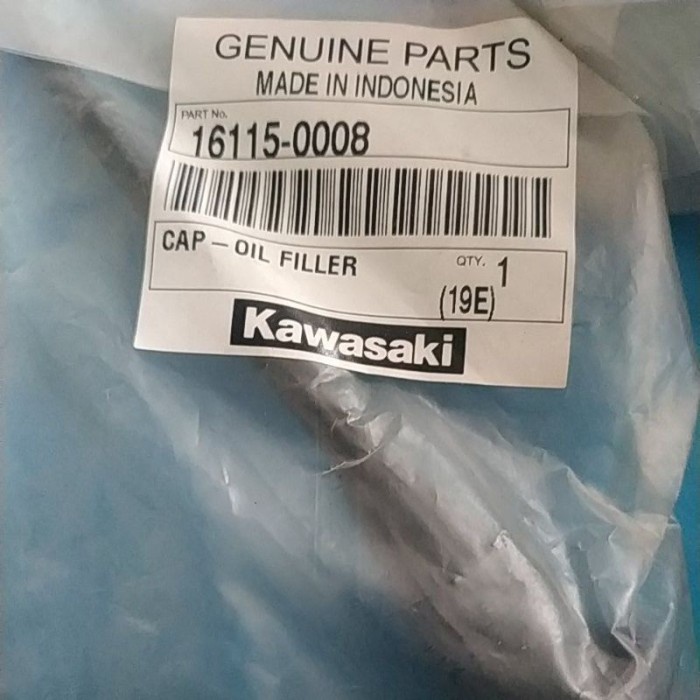 GENUINE PARTS
MADE IN INDONESIA
PART No.
16115-0008
CAP – OIL FILLER
QTY. 1
(19E)
Kawasaki